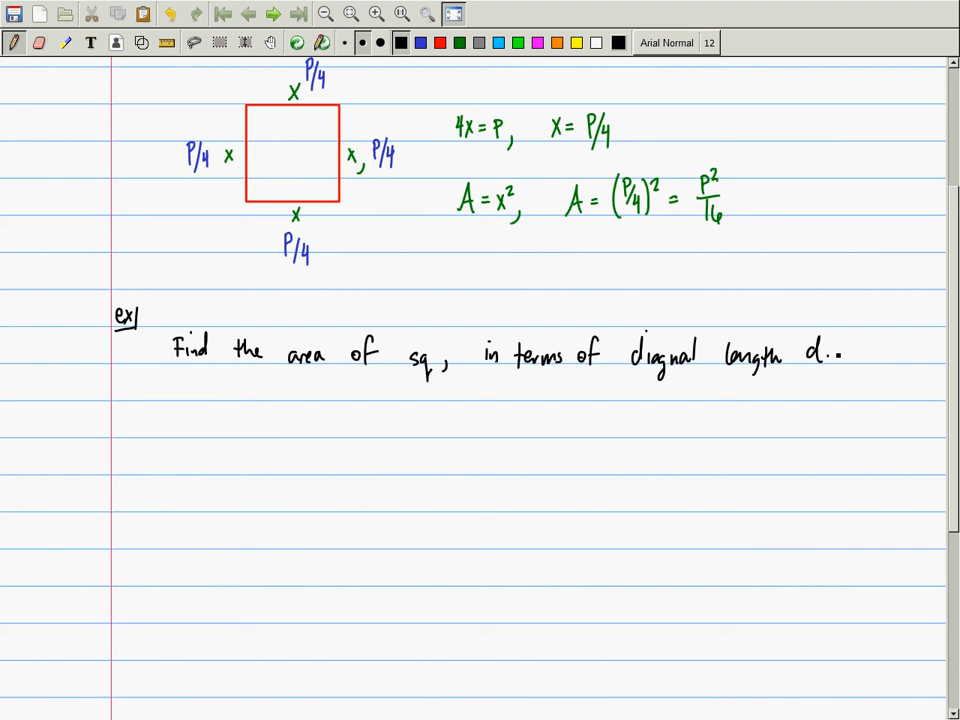 T
Arial Normal 12
P/4
x
P/4 x
x, P/4
x
P/4
4x = P, x = P/4
A = x², A = (P/4)² = P²/16
ex/
Find the area of sq, in terms of diagnal length d..